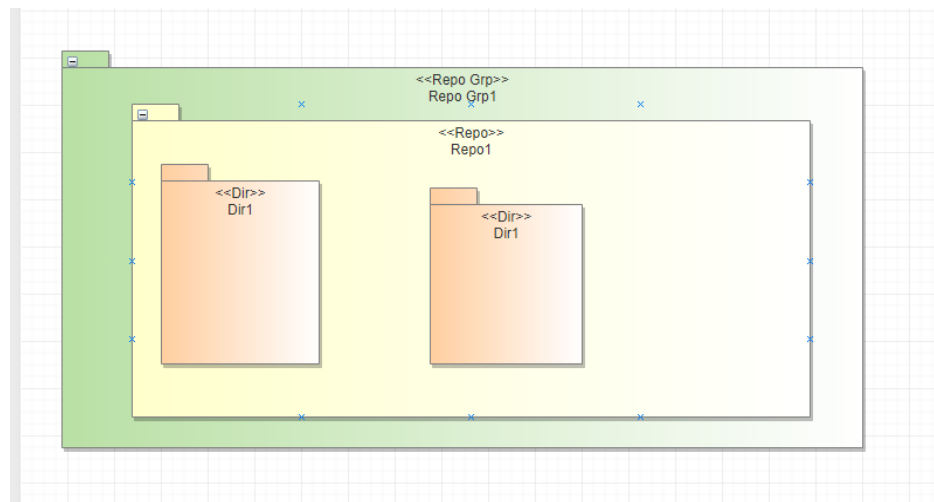 <<Repo Grp>>
Repo Grp1
<<Repo>>
Repo1
<<Dir>>
Dir1
<<Dir>>
Dir1